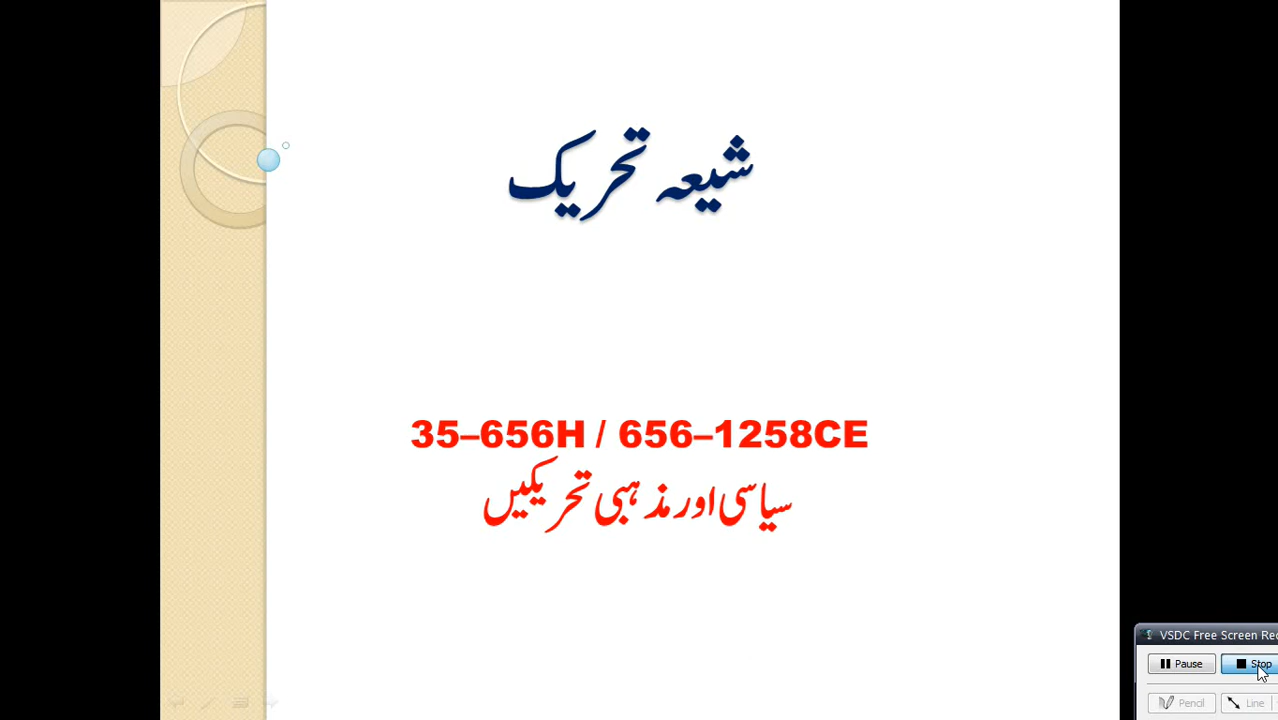 شیعہ تحریک
35–656H / 656–1258CE
سیاسی اور مذہبی تحریکیں
VSDC Free Screen Rec
Pause
Stop
Pencil
Line